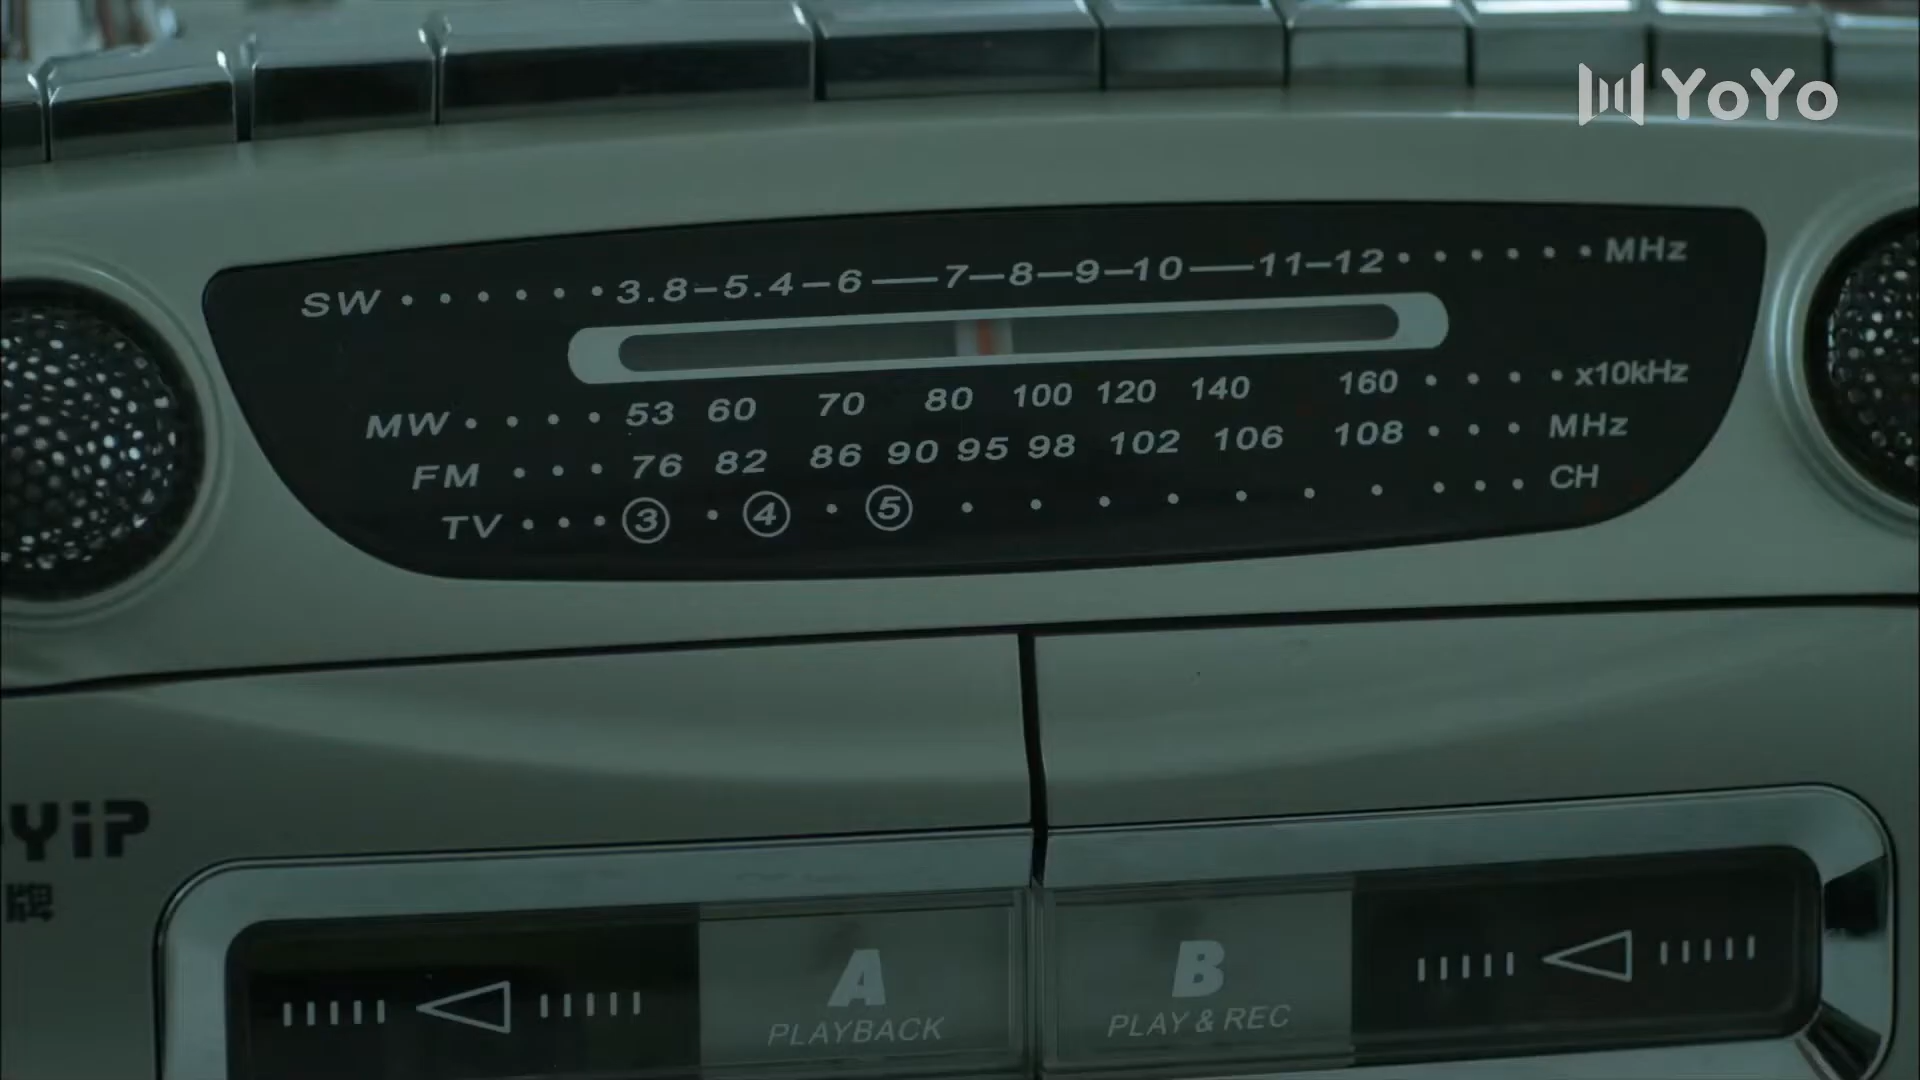 YoYo
SW ······3.8–5.4–6——7–8–9–10——11–12······ MHz
MW···· 53 60 70 80 100 120 140 160 ···· x10kHz
FM ··· 76 82 86 90 95 98 102 106 108 ··· MHz
TV ··· ③ · ④ · ⑤ · · · · · · · ··· CH
YiP
牌
A
PLAYBACK
B
PLAY & REC